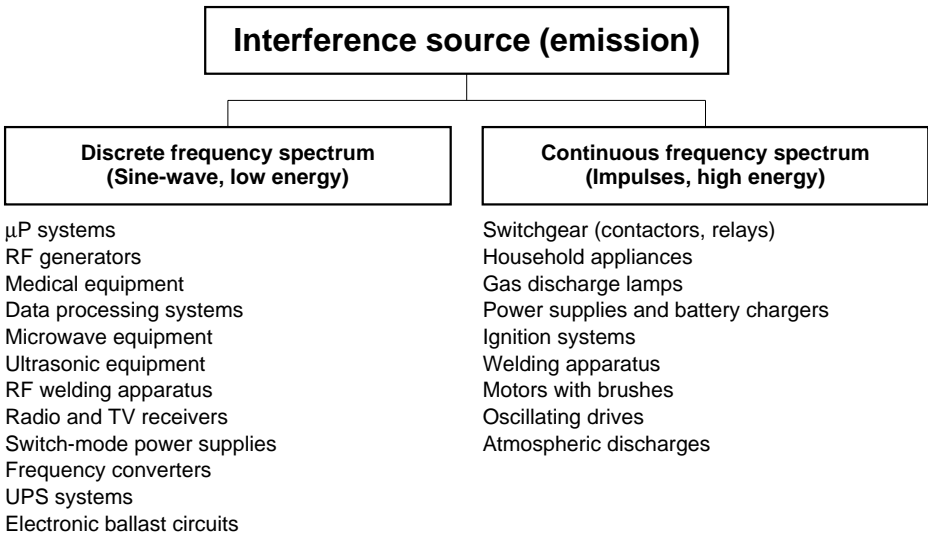 Interference source (emission)
Discrete frequency spectrum
(Sine-wave, low energy)
μP systems
RF generators
Medical equipment
Data processing systems
Microwave equipment
Ultrasonic equipment
RF welding apparatus
Radio and TV receivers
Switch-mode power supplies
Frequency converters
UPS systems
Electronic ballast circuits
Continuous frequency spectrum
(Impulses, high energy)
Switchgear (contactors, relays)
Household appliances
Gas discharge lamps
Power supplies and battery chargers
Ignition systems
Welding apparatus
Motors with brushes
Oscillating drives
Atmospheric discharges